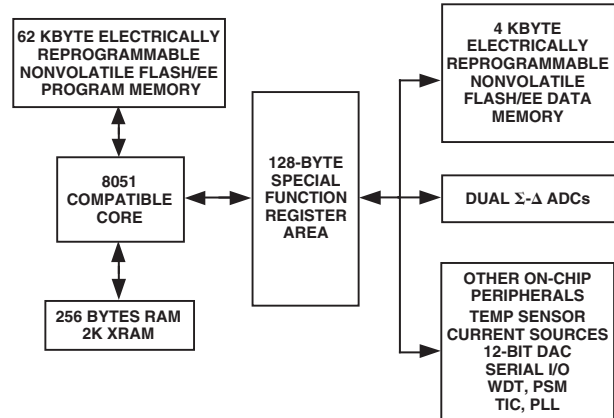 62 KBYTE ELECTRICALLY
REPROGRAMMABLE
NONVOLATILE FLASH/EE
PROGRAM MEMORY
8051
COMPATIBLE
CORE
256 BYTES RAM
2K XRAM
128-BYTE
SPECIAL
FUNCTION
REGISTER
AREA
4 KBYTE
ELECTRICALLY
REPROGRAMMABLE
NONVOLATILE
FLASH/EE DATA
MEMORY
DUAL Σ-Δ ADCs
OTHER ON-CHIP
PERIPHERALS
TEMP SENSOR
CURRENT SOURCES
12-BIT DAC
SERIAL I/O
WDT, PSM
TIC, PLL